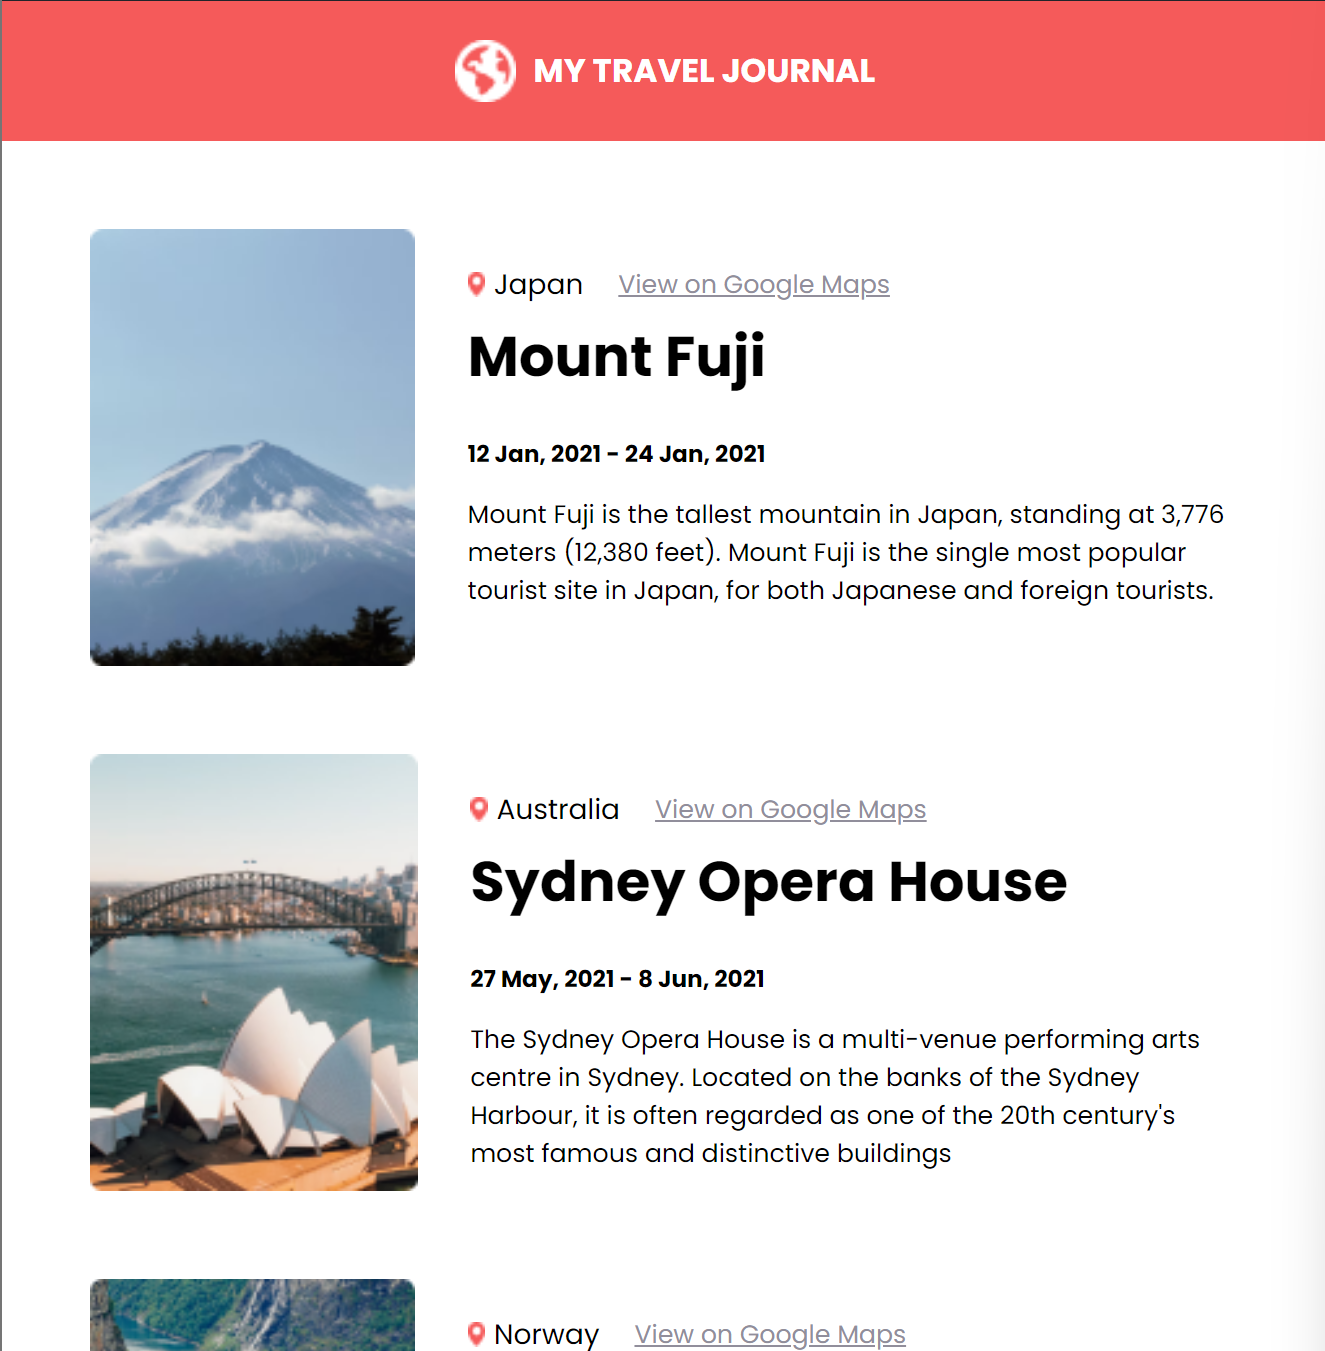 MY TRAVEL JOURNAL
Japan View on Google Maps
Mount Fuji
12 Jan, 2021 - 24 Jan, 2021
Mount Fuji is the tallest mountain in Japan, standing at 3,776
meters (12,380 feet). Mount Fuji is the single most popular
tourist site in Japan, for both Japanese and foreign tourists.
Australia View on Google Maps
Sydney Opera House
27 May, 2021 - 8 Jun, 2021
The Sydney Opera House is a multi-venue performing arts
centre in Sydney. Located on the banks of the Sydney
Harbour, it is often regarded as one of the 20th century's
most famous and distinctive buildings
Norway View on Google Maps